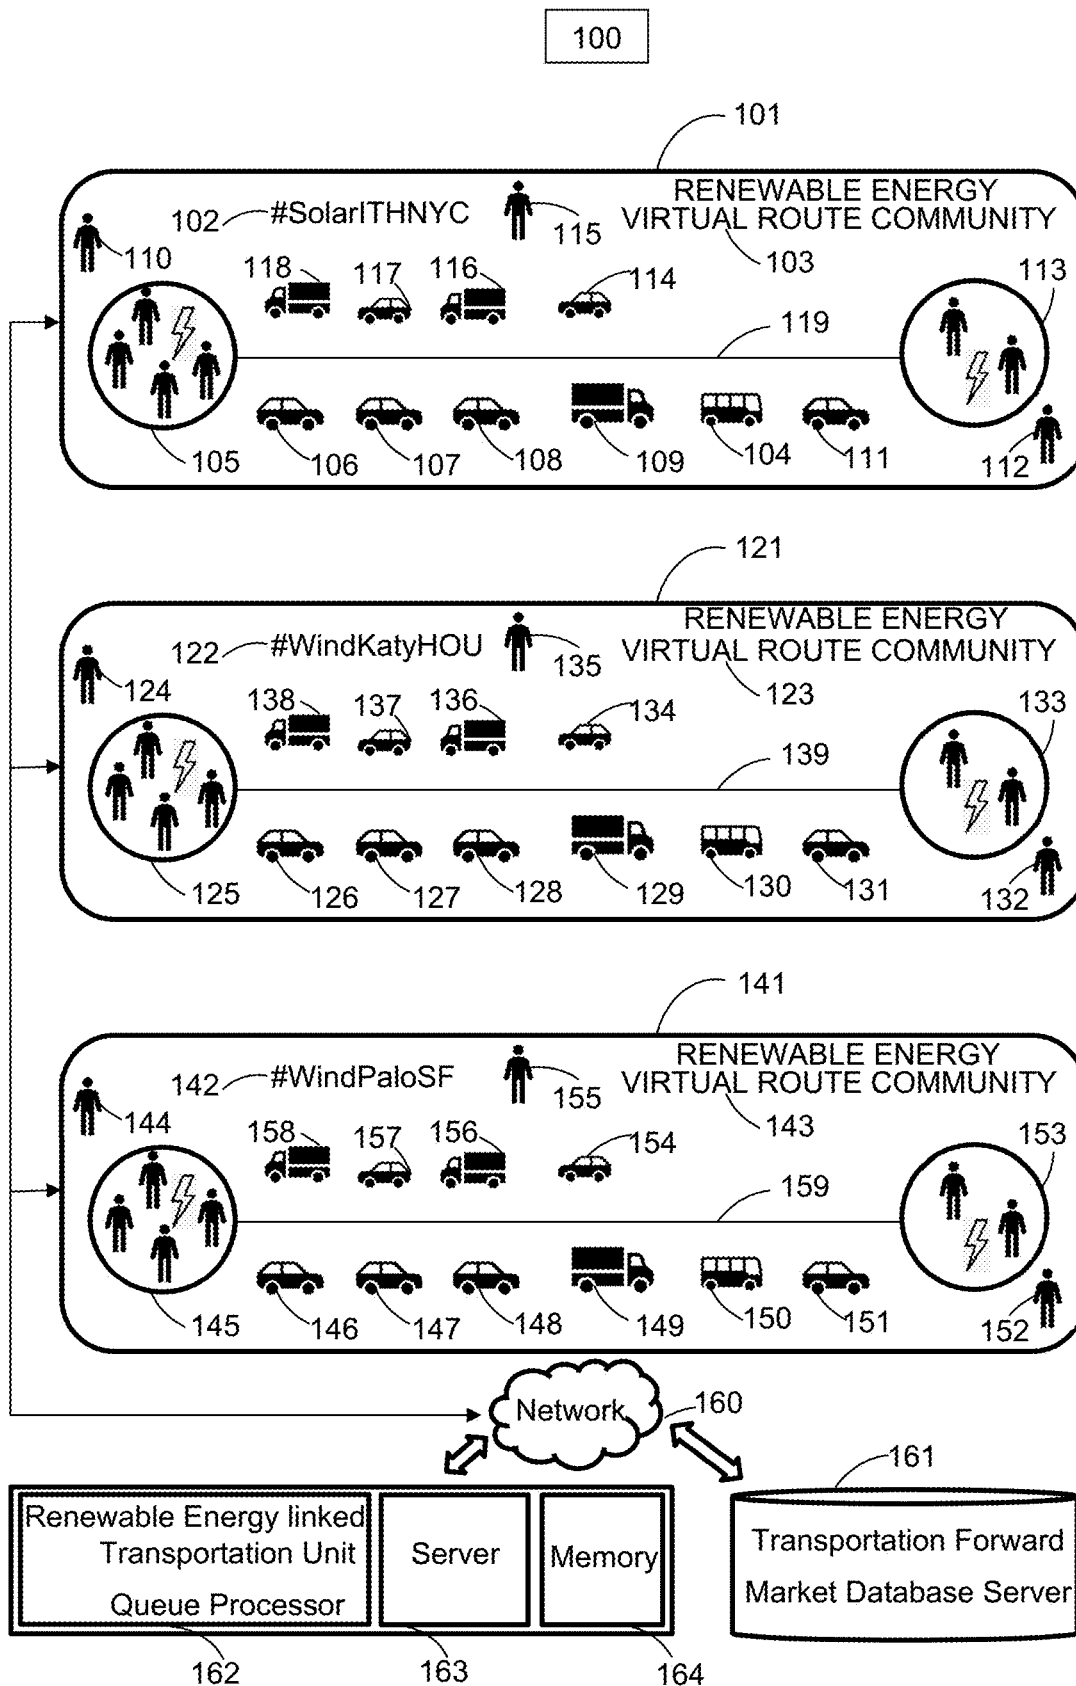 100
101
RENEWABLE ENERGY
102 #SolarITHNYC
VIRTUAL ROUTE COMMUNITY
110
115
103
118 117 116 114
113
119
105 106 107 108 109 104 111 112
121
RENEWABLE ENERGY
122 #WindKatyHOU
VIRTUAL ROUTE COMMUNITY
124
135
123
138 137 136 134
133
139
125 126 127 128 129 130 131 132
141
RENEWABLE ENERGY
142 #WindPaloSF
VIRTUAL ROUTE COMMUNITY
144
155
143
158 157 156 154
153
159
145 146 147 148 149 150 151 152
Network
160
161
Renewable Energy linked
Transportation Unit
Queue Processor
Server
Memory
Transportation Forward
Market Database Server
162 163 164